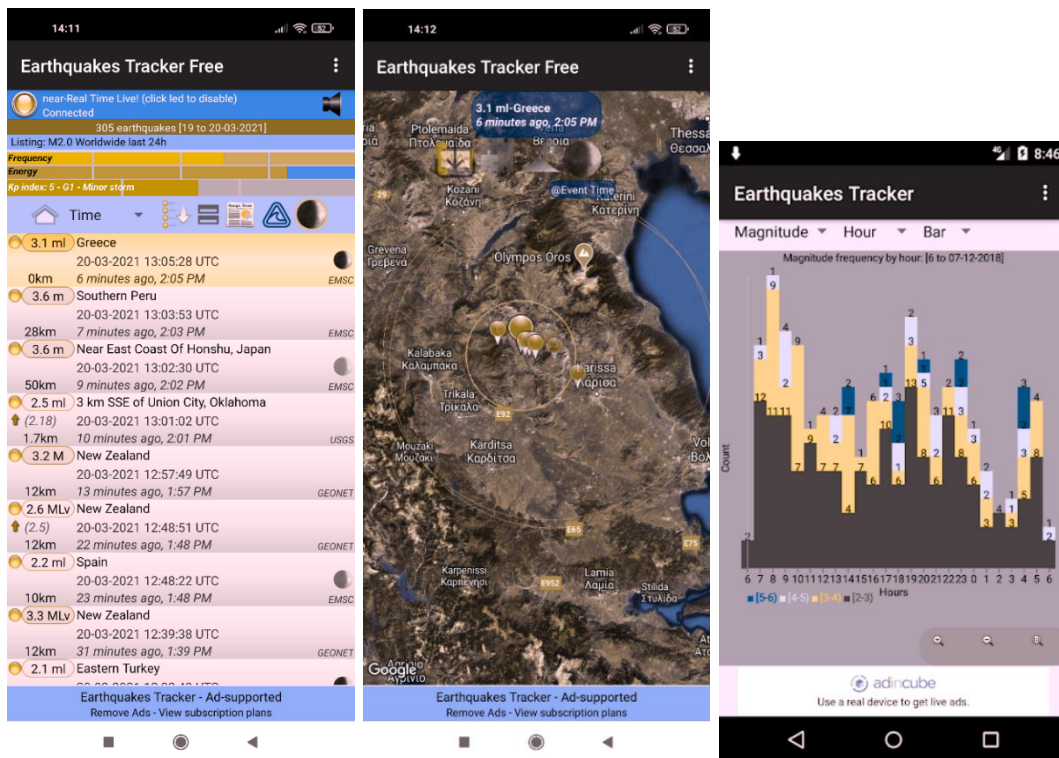 14:11
52
Earthquakes Tracker Free
near-Real Time Live! (click led to disable)
Connected
305 earthquakes [19 to 20-03-2021]
Listing: M2.0 Worldwide last 24h
Frequency
Energy
Kp index: 5 - G1 - Minor storm
Time
3.1 ml Greece
20-03-2021 13:05:28 UTC
0km 6 minutes ago, 2:05 PM EMSC
3.6 m Southern Peru
20-03-2021 13:03:53 UTC
28km 7 minutes ago, 2:03 PM EMSC
3.6 m Near East Coast Of Honshu, Japan
20-03-2021 13:02:30 UTC
50km 9 minutes ago, 2:02 PM EMSC
2.5 ml 3 km SSE of Union City, Oklahoma
(2.18) 20-03-2021 13:01:02 UTC
1.7km 10 minutes ago, 2:01 PM USGS
3.2 M New Zealand
20-03-2021 12:57:49 UTC
12km 13 minutes ago, 1:57 PM GEONET
2.6 MLv New Zealand
(2.5) 20-03-2021 12:48:51 UTC
12km 22 minutes ago, 1:48 PM GEONET
2.2 ml Spain
20-03-2021 12:48:22 UTC
10km 23 minutes ago, 1:48 PM EMSC
3.3 MLv New Zealand
20-03-2021 12:39:38 UTC
12km 31 minutes ago, 1:39 PM GEONET
2.1 ml Eastern Turkey
Earthquakes Tracker - Ad-supported
Remove Ads - View subscription plans
14:12
52
Earthquakes Tracker Free
3.1 ml-Greece
6 minutes ago, 2:05 PM
Ptolemaida
Πτολεμαΐδα
Βέροια
Thessa
Θεσσα
29
Kozani
Κοζάνη
@Event Time
Κατερίνη
Grevena
Γρεβενά
Olympos Oros
Kalabaka
Καλαμπάκα
Larissa
Λάρισα
Trikala
Τρίκαλα
E92
Mouzaki
Μουζάκι
Karditsa
Καρδίτσα
Vol
Βόλ
E65
E75
Karpenissi
Καρπενήσι
E952
Lamia
Λαμία
Stilida
Στυλίδα
Google
Αγρίνιο
Earthquakes Tracker - Ad-supported
Remove Ads - View subscription plans
4G
8:46
Earthquakes Tracker
Magnitude Hour Bar
Magnitude frequency by hour: [6 to 07-12-2018]
Count
6 7 8 9 10 11 12 13 14 15 16 17 18 19 20 21 22 23 0 1 2 3 4 5 6
[5-6] [4-5] [3-4] [2-3] Hours
adincube
Use a real device to get live ads.